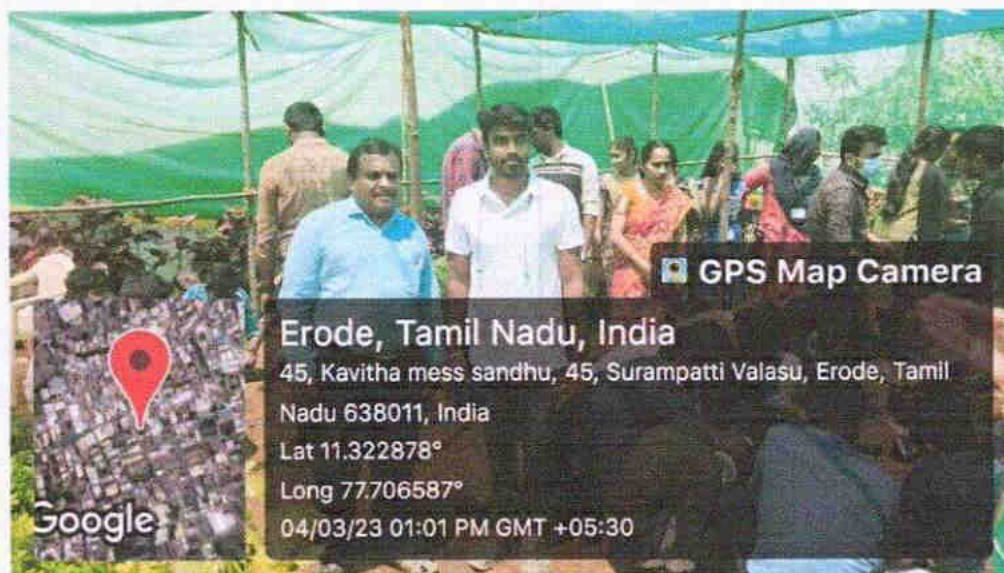 GPS Map Camera
Erode, Tamil Nadu, India
45, Kavitha mess sandhu, 45, Surampatti Valasu, Erode, Tamil
Nadu 638011, India
Lat 11.322878°
Long 77.706587°
04/03/23 01:01 PM GMT +05:30
Google